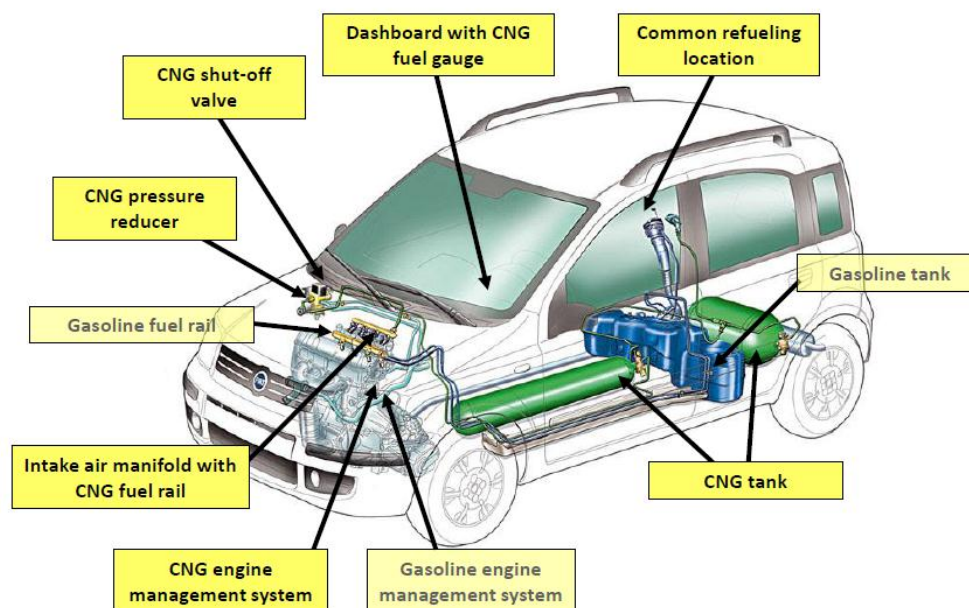 Dashboard with CNG
fuel gauge
Common refueling
location
CNG shut-off
valve
CNG pressure
reducer
Gasoline tank
Gasoline fuel rail
Intake air manifold with
CNG fuel rail
CNG tank
CNG engine
management system
Gasoline engine
management system
FIAT